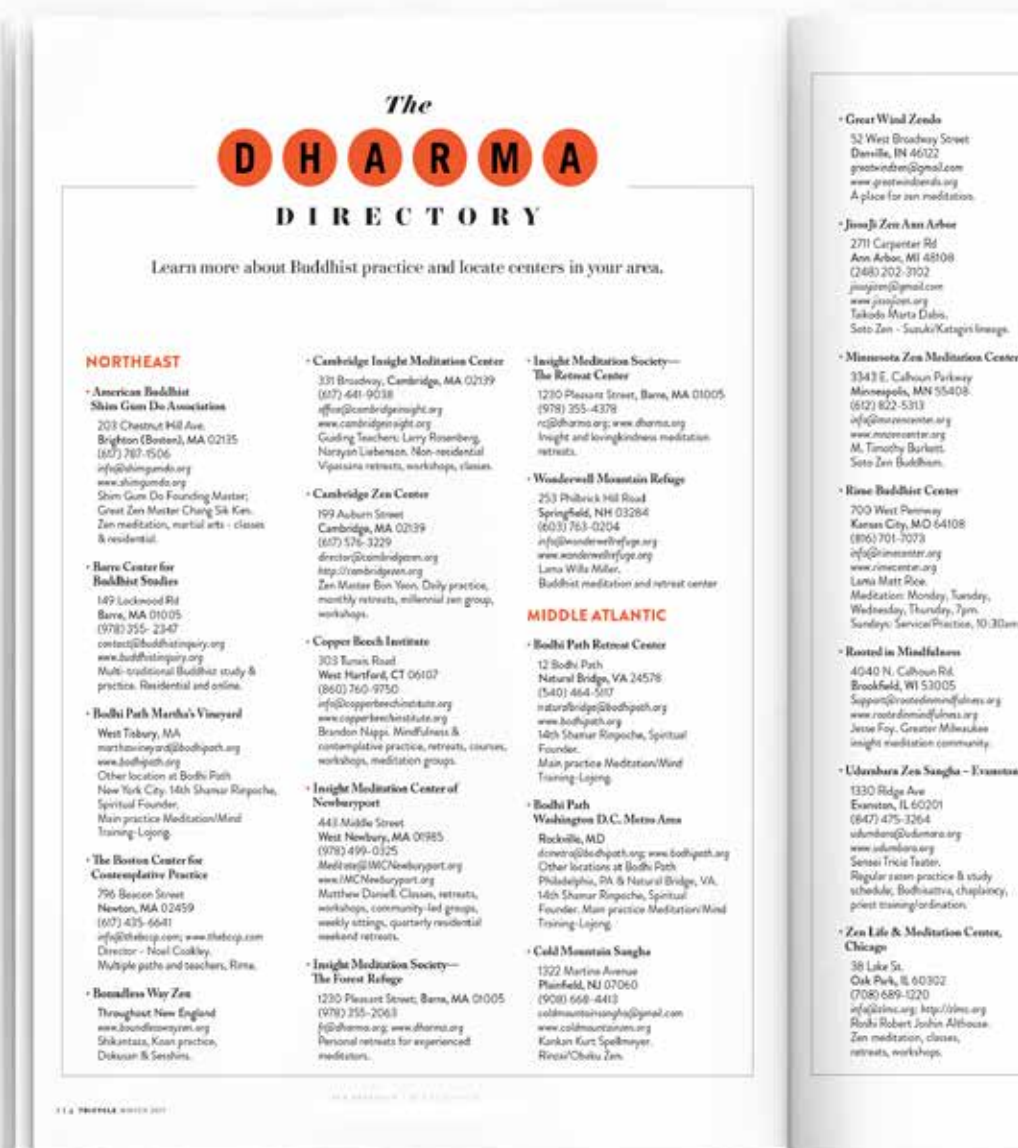 The
DHARMA
DIRECTORY
Learn more about Buddhist practice and locate centers in your area.
NORTHEAST
• American Buddhist
Shim Gum Do Association
203 Chestnut Hill Ave.
Brighton (Boston), MA 02135
(617) 787-1506
info@shimgumdo.org
www.shimgumdo.org
Shim Gum Do Founding Master;
Great Zen Master Chang Sik Kim.
Zen meditation, martial arts - classes
& residential.
• Barre Center for
Buddhist Studies
149 Lockwood Rd
Barre, MA 01005
(978) 355- 2347
contact@buddhistinquiry.org
www.buddhistinquiry.org
Multi-traditional Buddhist study &
practice. Residential and online.
• Bodhi Path Martha's Vineyard
West Tisbury, MA
marthasvineyard@bodhipath.org
www.bodhipath.org
Other location at Bodhi Path
New York City. 14th Shamar Rinpoche,
Spiritual Founder.
Main practice Meditation/Mind
Training-Lojong.
• The Boston Center for
Contemplative Practice
796 Beacon Street
Newton, MA 02459
(617) 435-6641
info@thebccp.com; www.thebccp.com
Director – Noel Coakley.
Multiple paths and teachers, Rime.
• Boundless Way Zen
Throughout New England
www.boundlesswayzen.org
Shikantaza, Koan practice,
Dokusan & Sesshins.
• Cambridge Insight Meditation Center
331 Broadway, Cambridge, MA 02139
(617) 441-9038
office@cambridgeinsight.org
www.cambridgeinsight.org
Guiding Teachers: Larry Rosenberg,
Narayan Liebenson. Non-residential
Vipassana retreats, workshops, classes.
• Cambridge Zen Center
199 Auburn Street
Cambridge, MA 02139
(617) 576-3229
director@cambridgezen.org
http://cambridgezen.org
Zen Master Bon Yeon. Daily practice,
monthly retreats, millennial zen group,
workshops.
• Copper Beech Institute
303 Tunxis Road
West Hartford, CT 06107
(860) 760-9750
info@copperbeechinstitute.org
www.copperbeechinstitute.org
Brandon Nappi. Mindfulness &
contemplative practice, retreats, courses,
workshops, meditation groups.
• Insight Meditation Center of
Newburyport
443 Middle Street
West Newbury, MA 01985
(978) 499-0325
Meditate@IMCNewburyport.org
www.IMCNewburyport.org
Matthew Daniell. Classes, retreats,
workshops, community-led groups,
weekly sittings, quarterly residential
weekend retreats.
• Insight Meditation Society—
The Forest Refuge
1230 Pleasant Street; Barre, MA 01005
(978) 355-2063
fr@dharma.org; www.dharma.org
Personal retreats for experienced
meditators.
• Insight Meditation Society—
The Retreat Center
1230 Pleasant Street, Barre, MA 01005
(978) 355-4378
rc@dharma.org; www.dharma.org
Insight and lovingkindness meditation
retreats.
• Wonderwell Mountain Refuge
253 Philbrick Hill Road
Springfield, NH 03284
(603) 763-0204
info@wonderwellrefuge.org
www.wonderwellrefuge.org
Lama Willa Miller.
Buddhist meditation and retreat center
MIDDLE ATLANTIC
• Bodhi Path Retreat Center
12 Bodhi Path
Natural Bridge, VA 24578
(540) 464-5117
naturalbridge@bodhipath.org
www.bodhipath.org
14th Shamar Rinpoche, Spiritual
Founder.
Main practice Meditation/Mind
Training-Lojong.
• Bodhi Path
Washington D.C. Metro Area
Rockville, MD
dcmetro@bodhipath.org; www.bodhipath.org
Other locations at Bodhi Path
Philadelphia, PA & Natural Bridge, VA.
14th Shamar Rinpoche, Spiritual
Founder. Main practice Meditation/Mind
Training-Lojong.
• Cold Mountain Sangha
1322 Martine Avenue
Plainfield, NJ 07060
(908) 668-4413
coldmountainsangha@gmail.com
www.coldmountainzen.org
Kankan Kurt Spellmeyer.
Rinzai/Obaku Zen.
114 TRICYCLE WINTER 2017
• Great Wind Zendo
52 West Broadway Street
Danville, IN 46122
greatwindzen@gmail.com
www.greatwindzendo.org
A place for zen meditation.
• JissoJi Zen Ann Arbor
2711 Carpenter Rd
Ann Arbor, MI 48108
(248) 202-3102
jissojizen@gmail.com
www.jissojizen.org
Taikodo Marta Dabis.
Soto Zen - Suzuki/Katagiri lineage.
• Minnesota Zen Meditation Center
3343 E. Calhoun Parkway
Minneapolis, MN 55408
(612) 822-5313
info@mnzencenter.org
www.mnzencenter.org
M. Timothy Burkett.
Soto Zen Buddhism.
• Rime Buddhist Center
700 West Pennway
Kansas City, MO 64108
(816) 701-7073
info@rimecenter.org
www.rimecenter.org
Lama Matt Rice.
Meditation: Monday, Tuesday,
Wednesday, Thursday, 7pm.
Sundays: Service/Practice, 10:30am
• Rooted in Mindfulness
4040 N. Calhoun Rd.
Brookfield, WI 53005
Support@rootedinmindfulness.org
www.rootedinmindfulness.org
Jesse Foy. Greater Milwaukee
insight meditation community.
• Udumbara Zen Sangha – Evanston
1330 Ridge Ave
Evanston, IL 60201
(847) 475-3264
udumbara@udumara.org
www.udumbara.org
Sensei Tricia Teater.
Regular zazen practice & study
schedule; Bodhisattva, chaplaincy,
priest training/ordination.
• Zen Life & Meditation Center,
Chicago
38 Lake St.
Oak Park, IL 60302
(708) 689-1220
info@zlmc.org; http://zlmc.org
Roshi Robert Joshin Althouse.
Zen meditation, classes,
retreats, workshops.